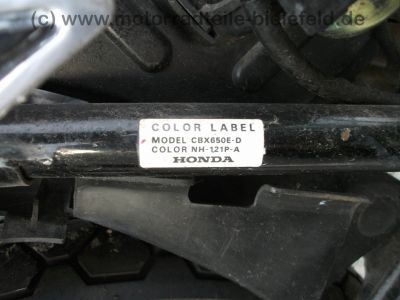 © www.motorradteile-bielefeld.de
COLOR LABEL
MODEL CBX650E-D
COLOR NH-121P-A
HONDA